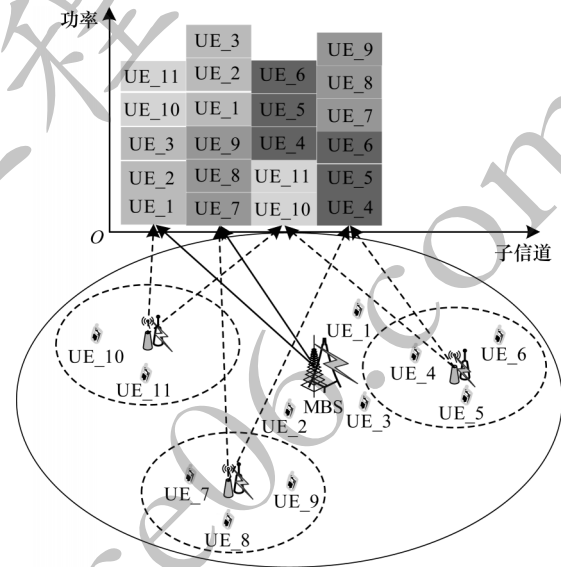 功率
UE_3
UE_9
UE_11 UE_2 UE_6 UE_8
UE_10 UE_1 UE_5 UE_7
UE_3 UE_9 UE_4 UE_6
UE_2 UE_8 UE_11 UE_5
UE_1 UE_7 UE_10 UE_4
O
子信道
UE_1
UE_10
UE_6
UE_4
UE_11
UE_5
MBS
UE_2
UE_3
UE_7
UE_9
UE_8